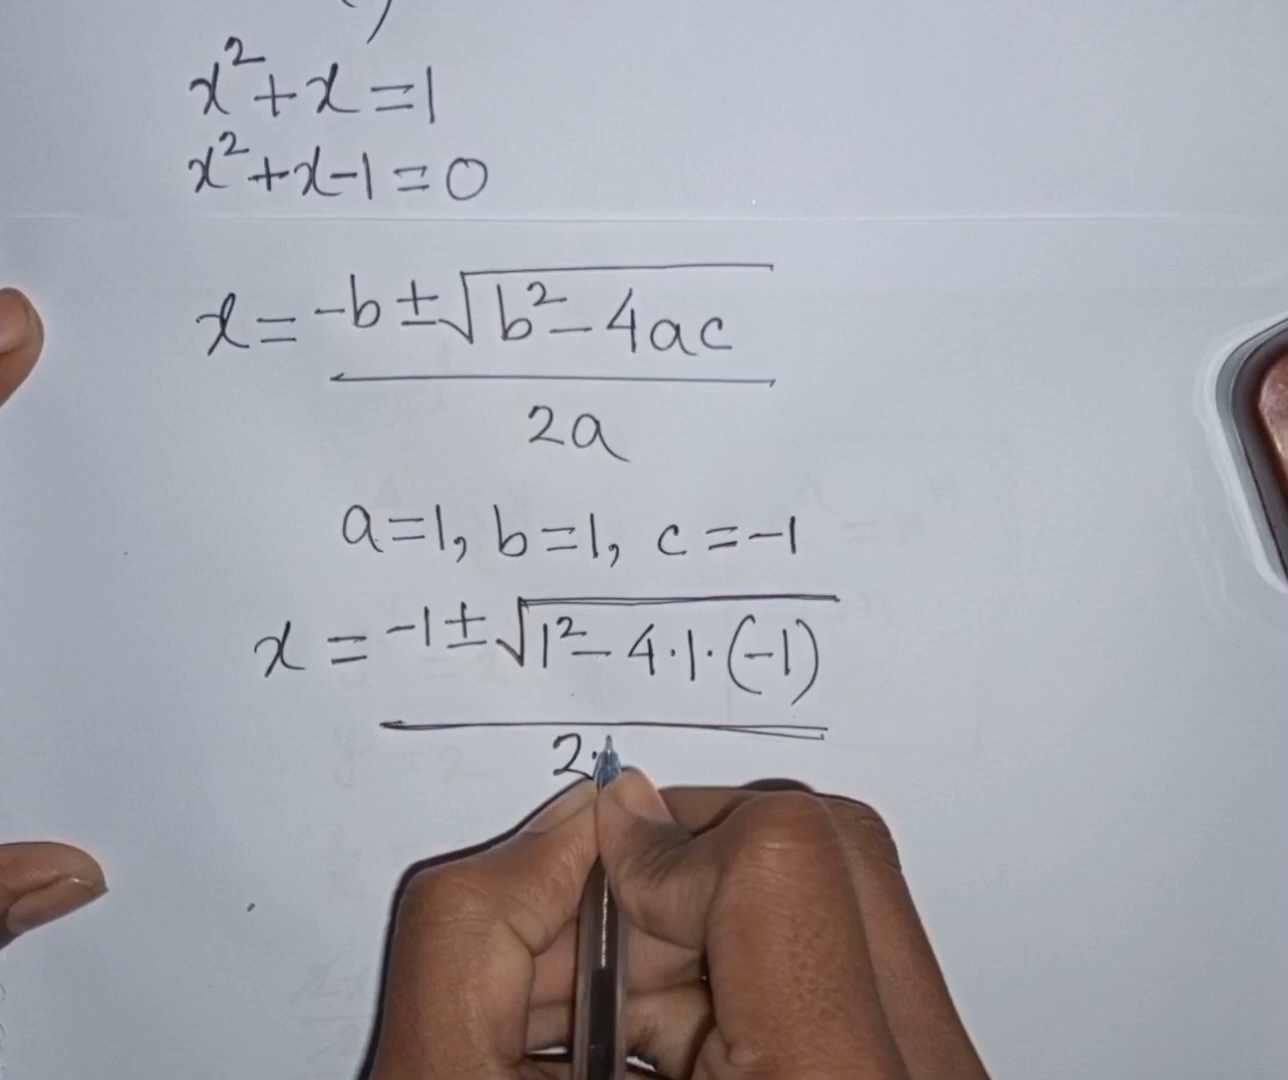 x²+x=1
x²+x-1=0
x = -b ± √b² - 4ac
2a
a=1, b=1, c=-1
x = -1 ± √1² - 4·1·(-1)
2·